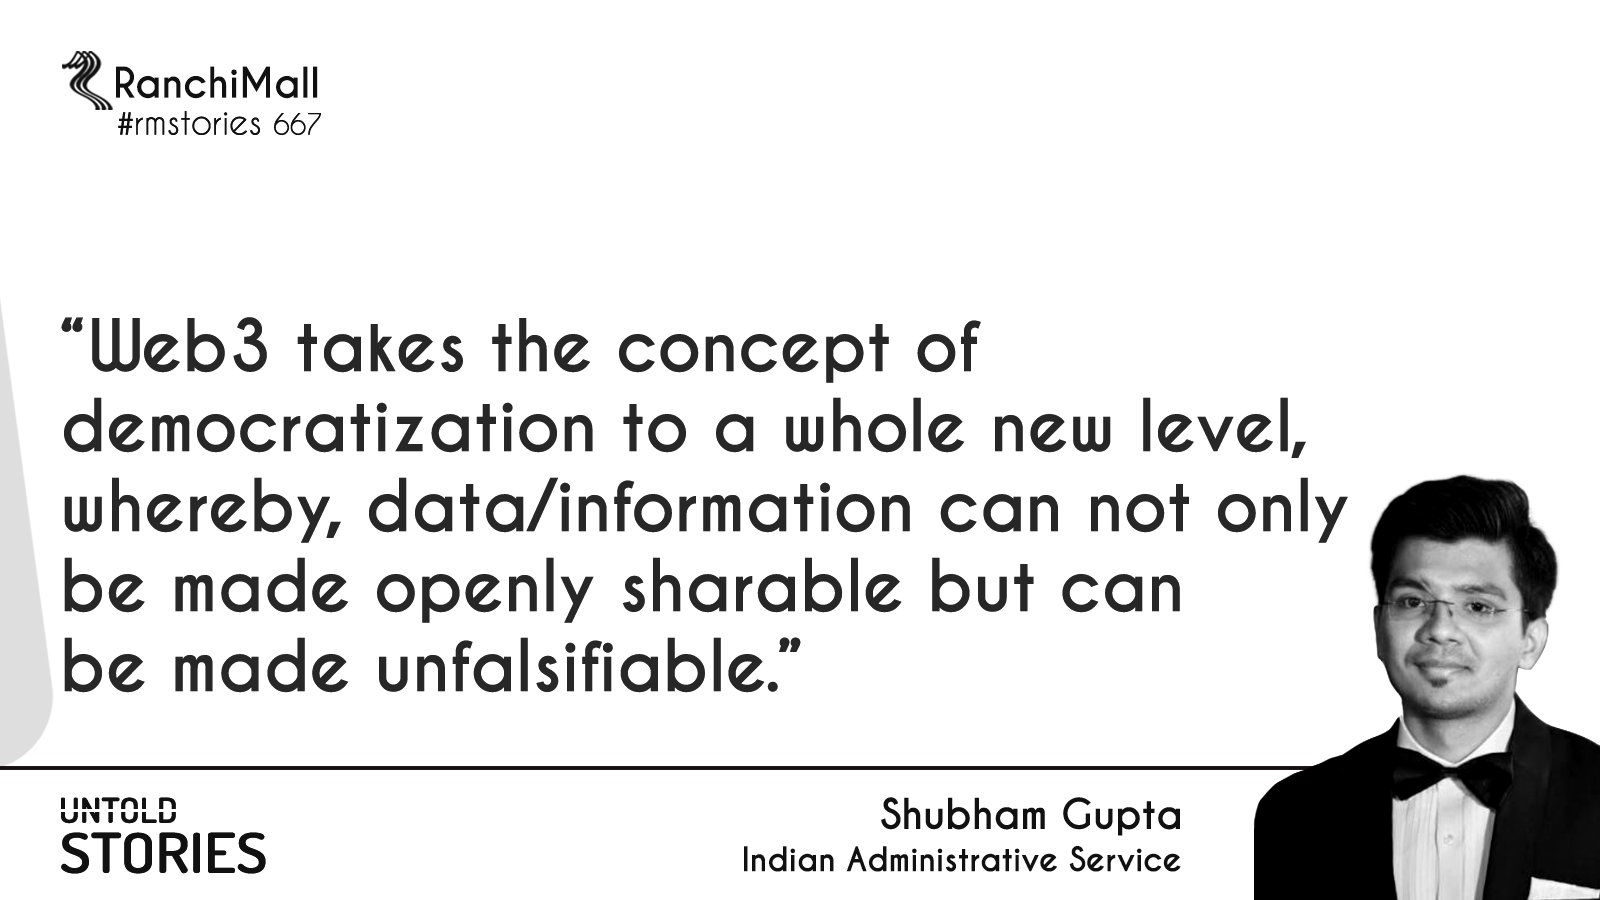 RanchiMall
#rmstories 667
“Web3 takes the concept of
democratization to a whole new level,
whereby, data/information can not only
be made openly sharable but can
be made unfalsifiable.”
UNTOLD
STORIES
Shubham Gupta
Indian Administrative Service